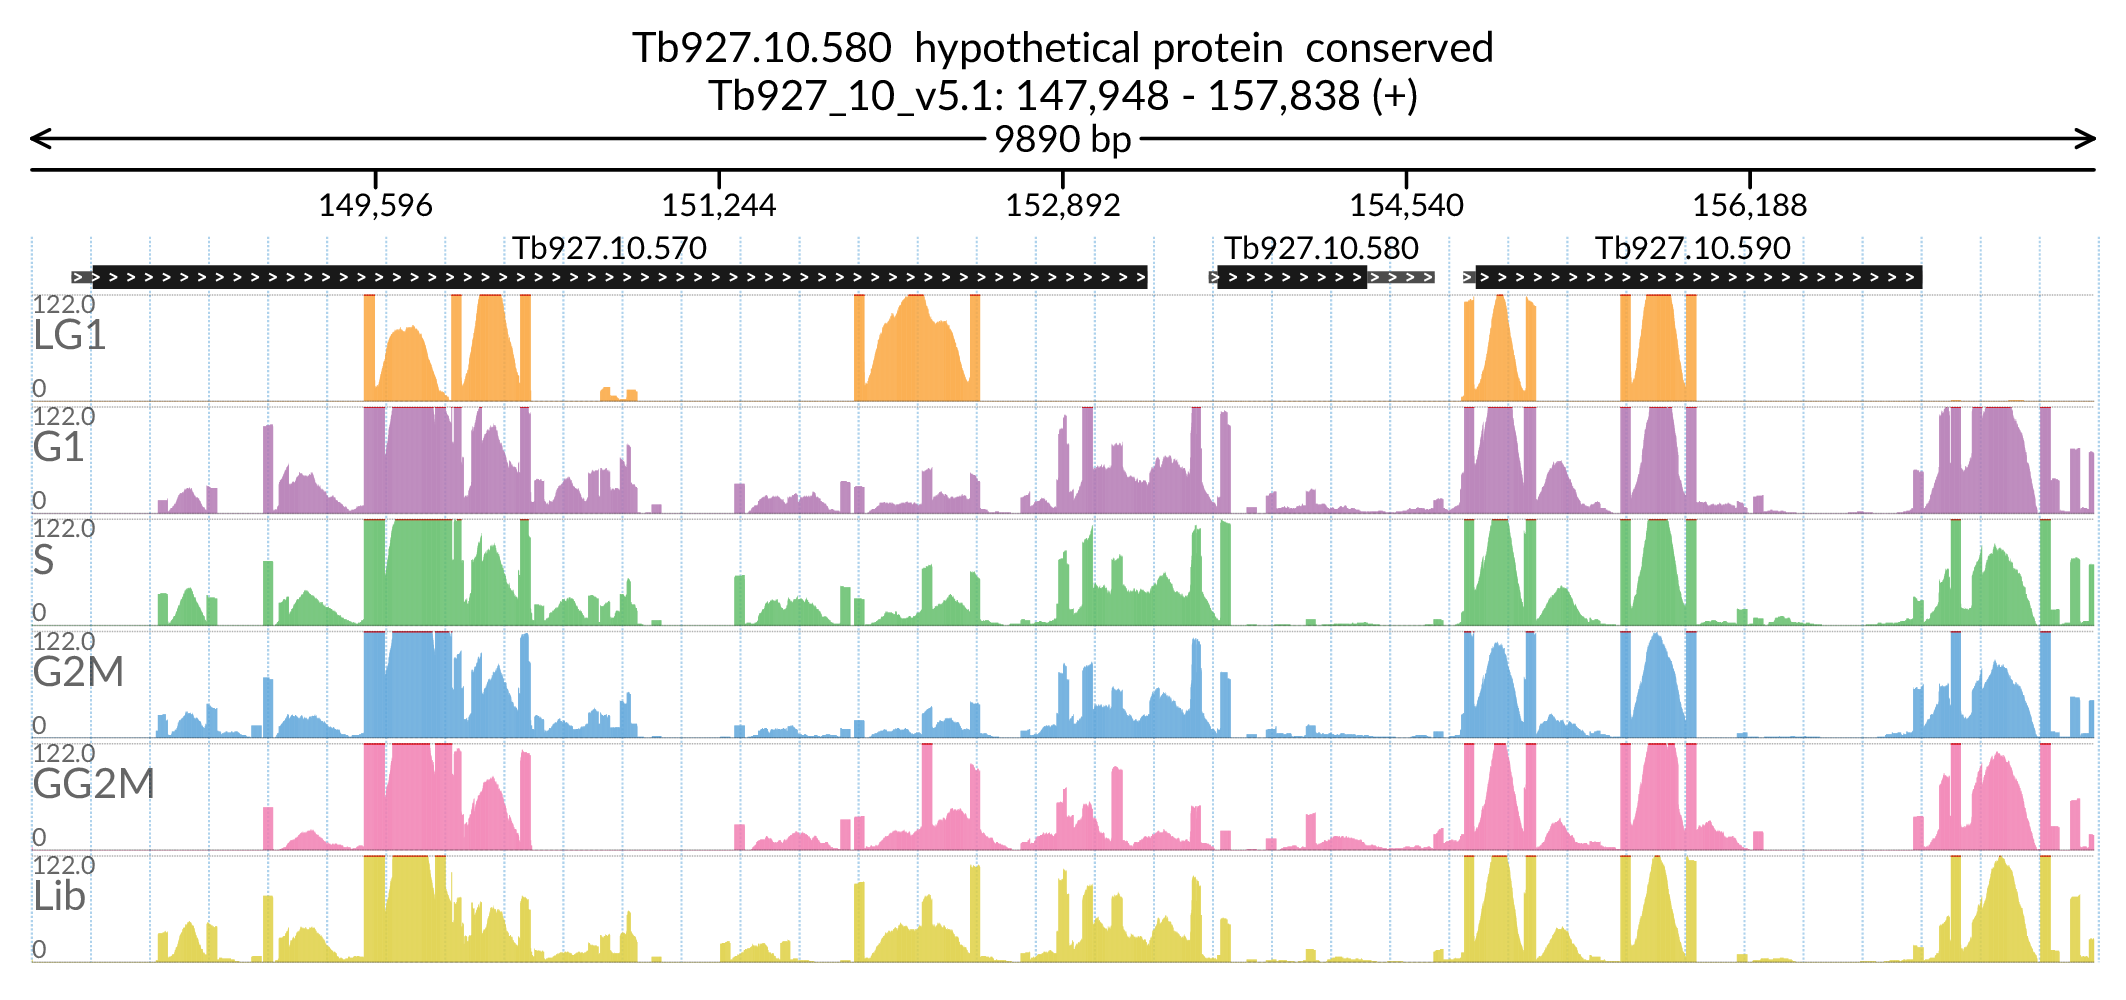 Tb927.10.580 hypothetical protein conserved
Tb927_10_v5.1: 147,948 - 157,838 (+)
9890 bp
149,596 151,244 152,892 154,540 156,188
Tb927.10.570 Tb927.10.580 Tb927.10.590
122.0
LG1
0
122.0
G1
0
122.0
S
0
122.0
G2M
0
122.0
GG2M
0
122.0
Lib
0